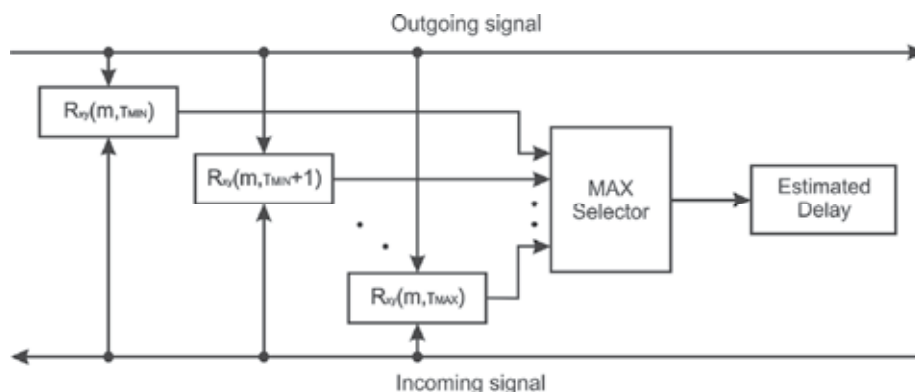 Outgoing signal
Rxy(m,τMIN)
Rxy(m,τMIN+1)
Rxy(m,τMAX)
MAX
Selector
Estimated
Delay
Incoming signal